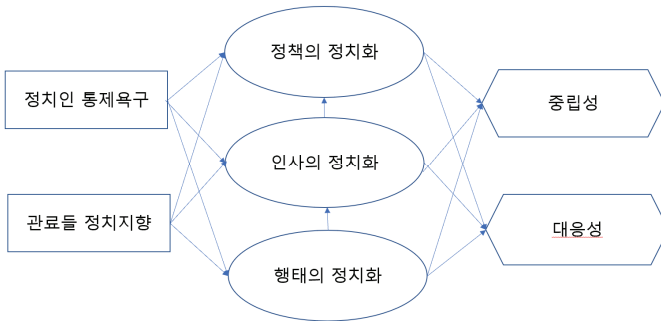 정책의 정치화
정치인 통제욕구
중립성
인사의 정치화
관료들 정치지향
대응성
행태의 정치화